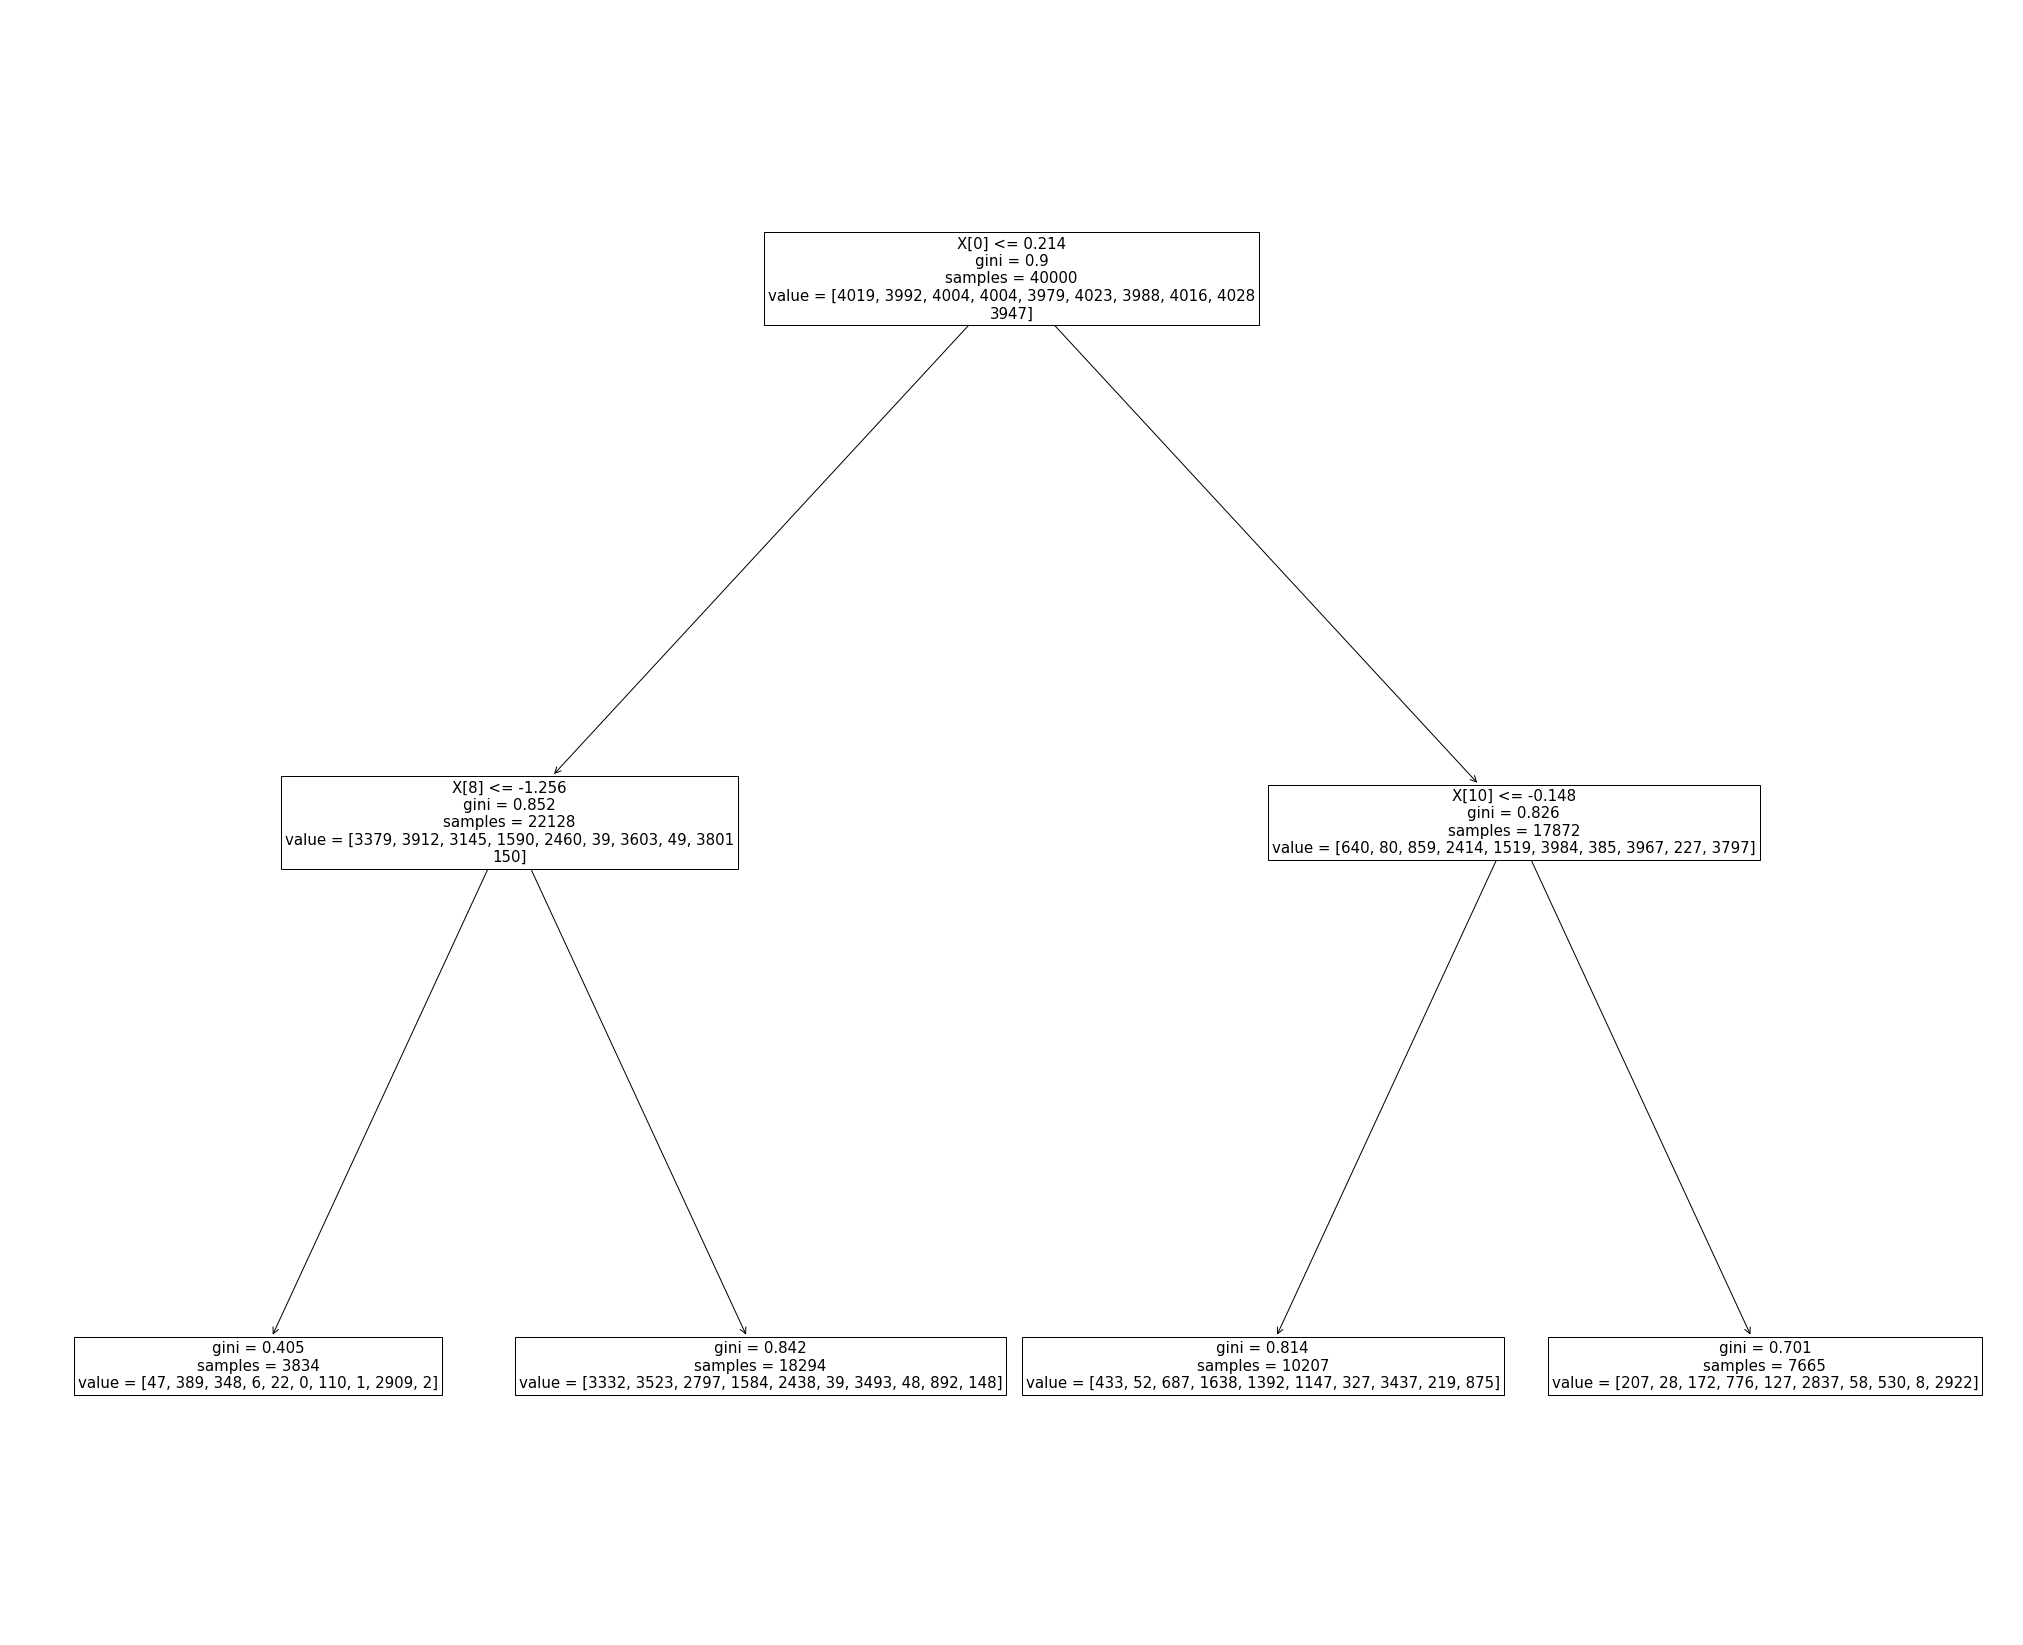 X[0] <= 0.214
gini = 0.9
samples = 40000
value = [4019, 3992, 4004, 4004, 3979, 4023, 3988, 4016, 4028
3947]
X[8] <= -1.256
gini = 0.852
samples = 22128
value = [3379, 3912, 3145, 1590, 2460, 39, 3603, 49, 3801
150]
X[10] <= -0.148
gini = 0.826
samples = 17872
value = [640, 80, 859, 2414, 1519, 3984, 385, 3967, 227, 3797]
gini = 0.405
samples = 3834
value = [47, 389, 348, 6, 22, 0, 110, 1, 2909, 2]
gini = 0.842
samples = 18294
value = [3332, 3523, 2797, 1584, 2438, 39, 3493, 48, 892, 148]
gini = 0.814
samples = 10207
value = [433, 52, 687, 1638, 1392, 1147, 327, 3437, 219, 875]
gini = 0.701
samples = 7665
value = [207, 28, 172, 776, 127, 2837, 58, 530, 8, 2922]